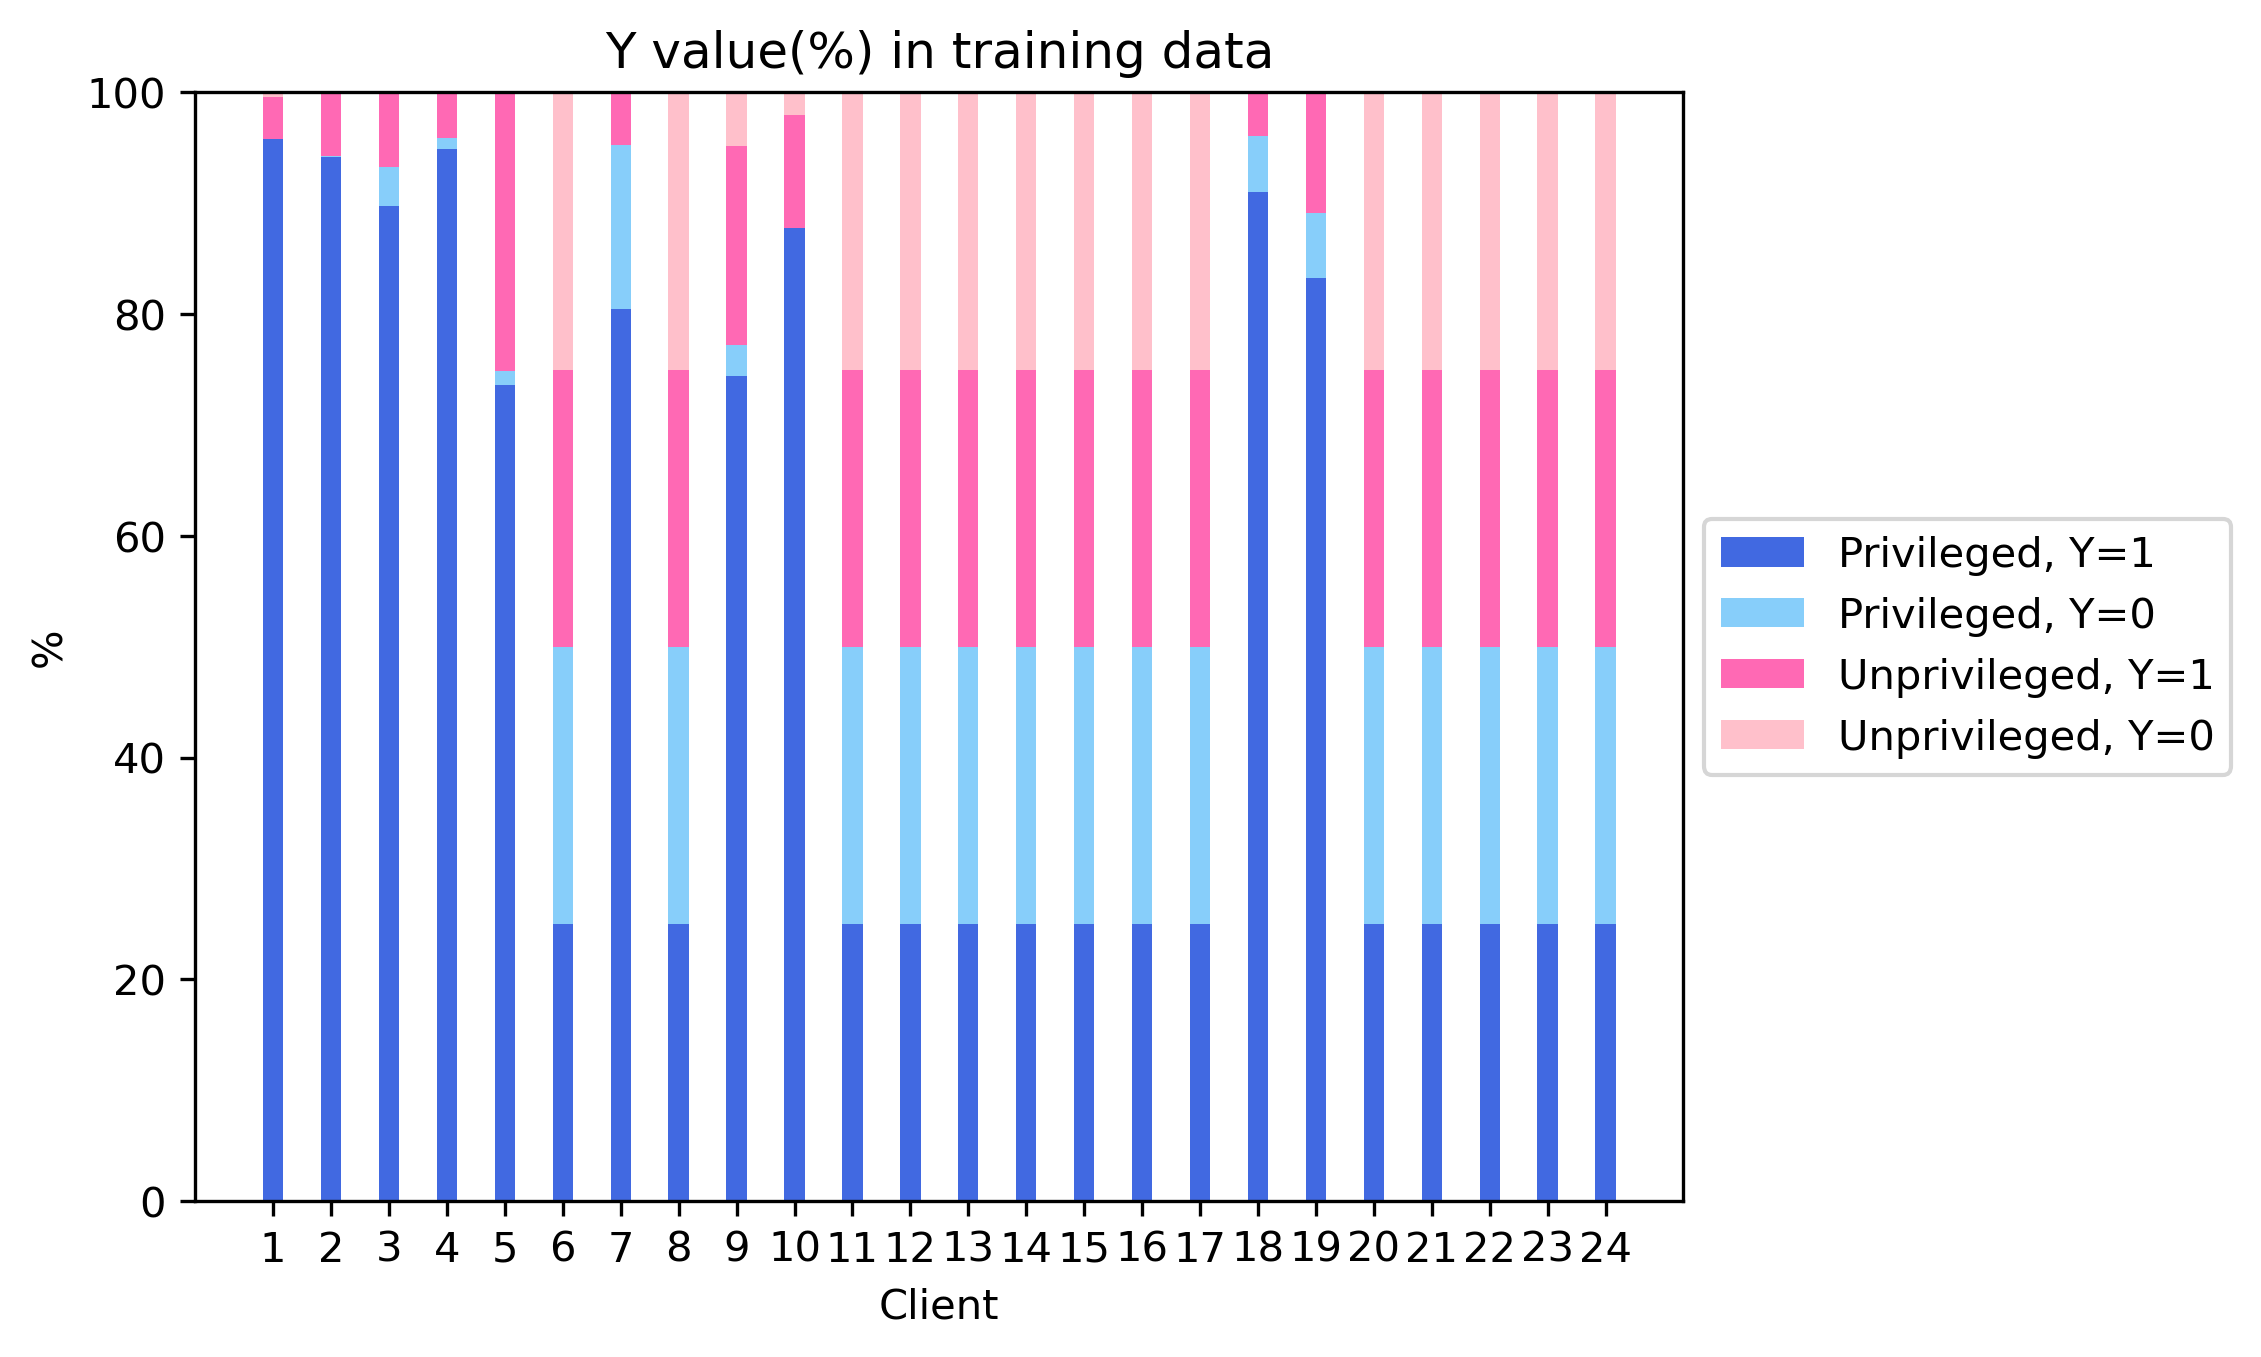 Y value(%) in training data
100
80
60
40
20
0
%
1 2 3 4 5 6 7 8 9 10 11 12 13 14 15 16 17 18 19 20 21 22 23 24
Client
Privileged, Y=1
Privileged, Y=0
Unprivileged, Y=1
Unprivileged, Y=0